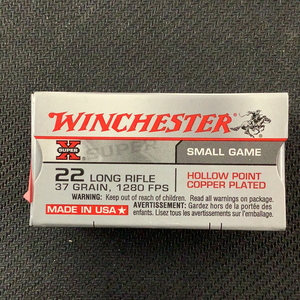 WINCHESTER
SUPER X
SMALL GAME
22 LONG RIFLE
37 GRAIN, 1280 FPS
HOLLOW POINT
COPPER PLATED
WARNING: Keep out of reach of children. Read all warnings on package.
AVERTISSEMENT: Gardez hors de la portée des
enfants. Lisez tous les avertissements sur l'emballage.
MADE IN USA